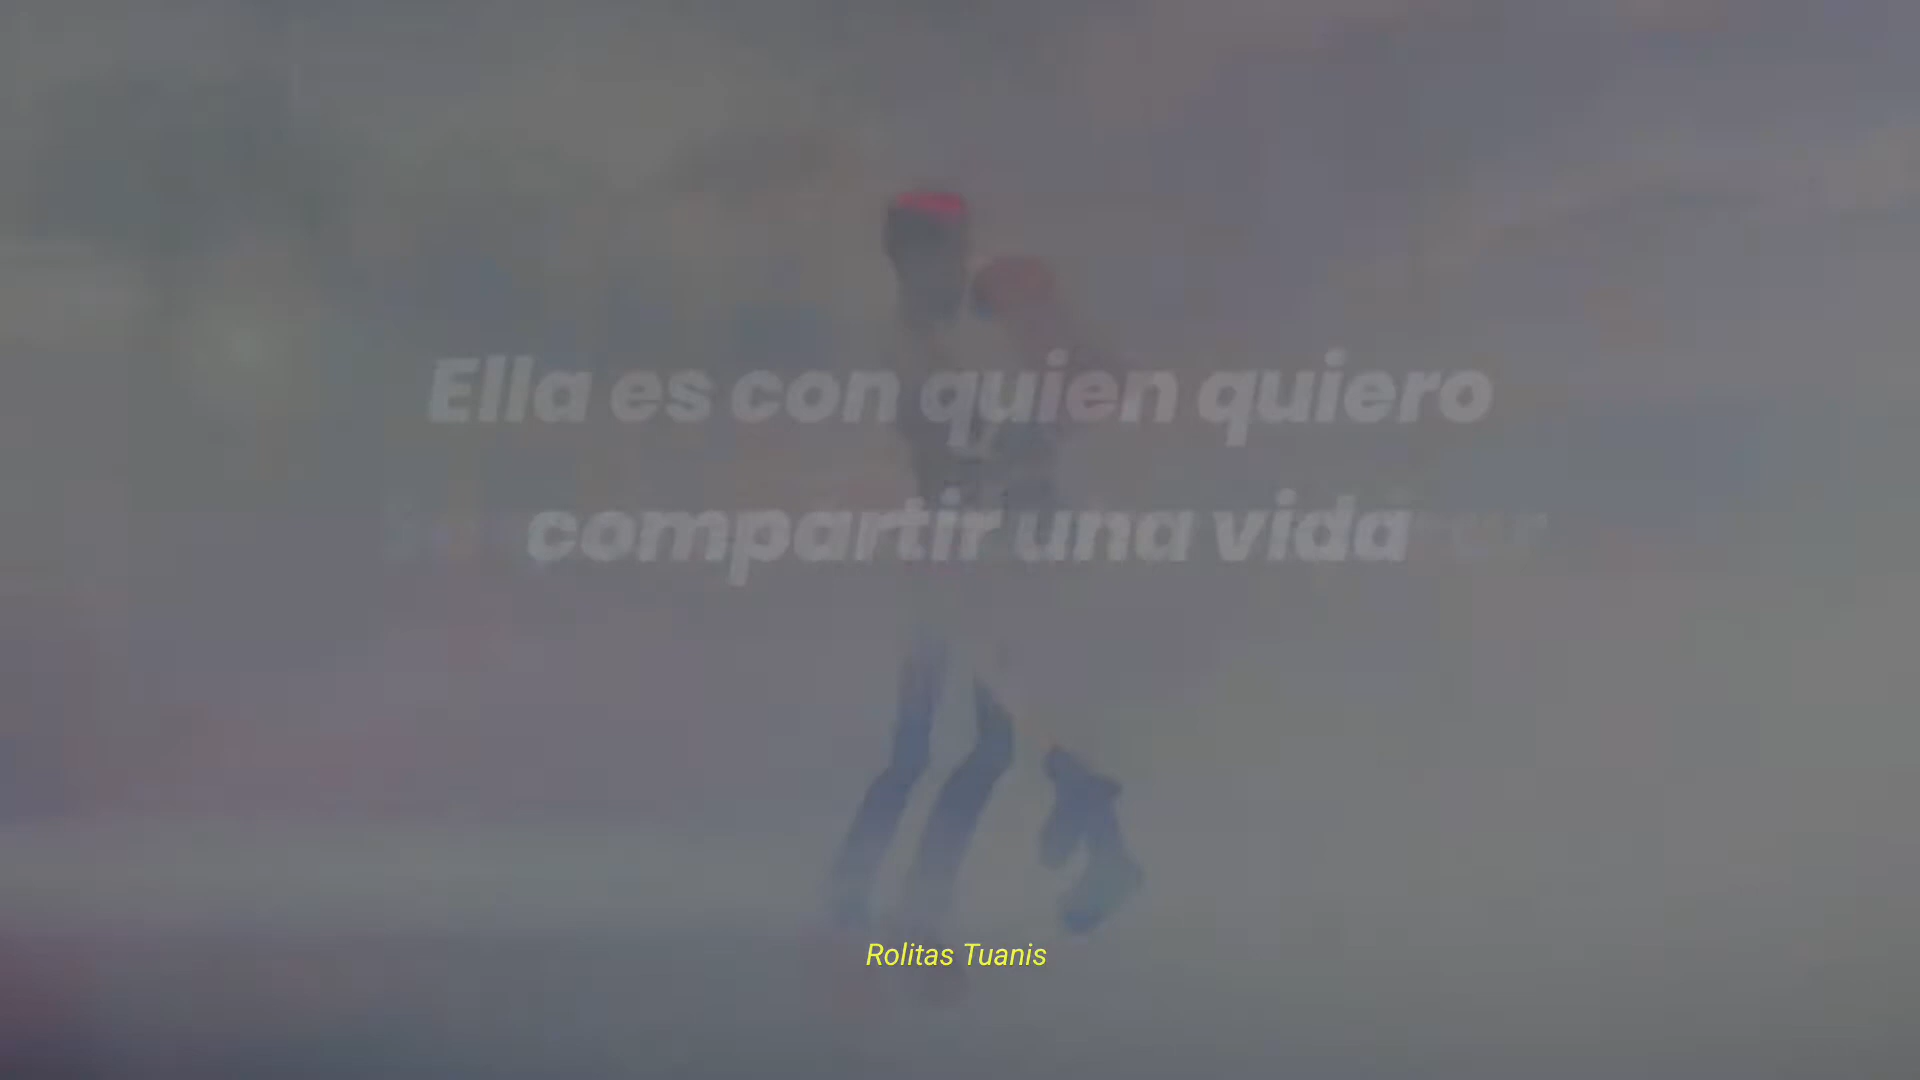 Ella es con quien quiero
compartir una vida
Rolitas Tuanis